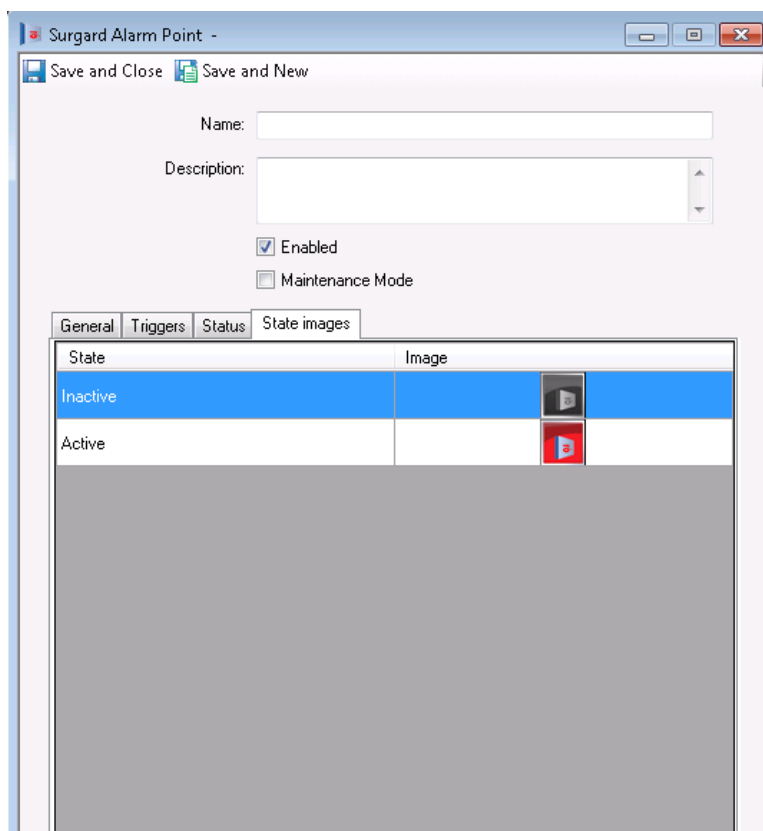 Surgard Alarm Point -
Save and Close Save and New
Name:
Description:
Enabled
Maintenance Mode
General Triggers Status State images
State Image
Inactive
a
Active
a